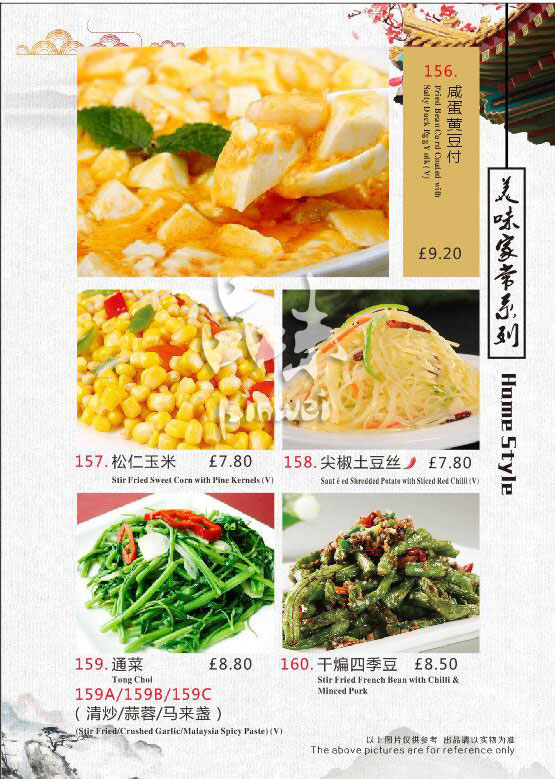 156.
咸蛋黄豆付
Fried Bean Curd Coated with
Salty Duck Egg Yolk (V)
£9.20
美味家常系列
Home Style
品味
pinwei
157. 松仁玉米 £7.80
Stir Fried Sweet Corn with Pine Kernels (V)
158. 尖椒土豆丝 £7.80
Saut é ed Shredded Potato with Sliced Red Chilli (V)
159. 通菜 £8.80
Tong Choi
159A/159B/159C
(清炒/蒜蓉/马来盏)
(Stir Fried/Crushed Garlic/Malaysia Spicy Paste) (V)
160. 干煸四季豆 £8.50
Stir Fried French Bean with Chilli &
Minced Pork
以上图片仅供参考 出品请以实物为准
The above pictures are for reference only